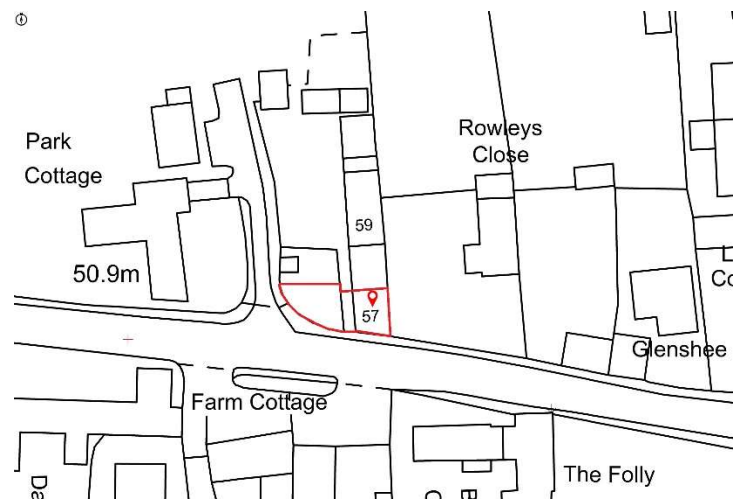 Park
Cottage
Rowleys
Close
59
50.9m
57
Glenshee
Farm Cottage
The Folly